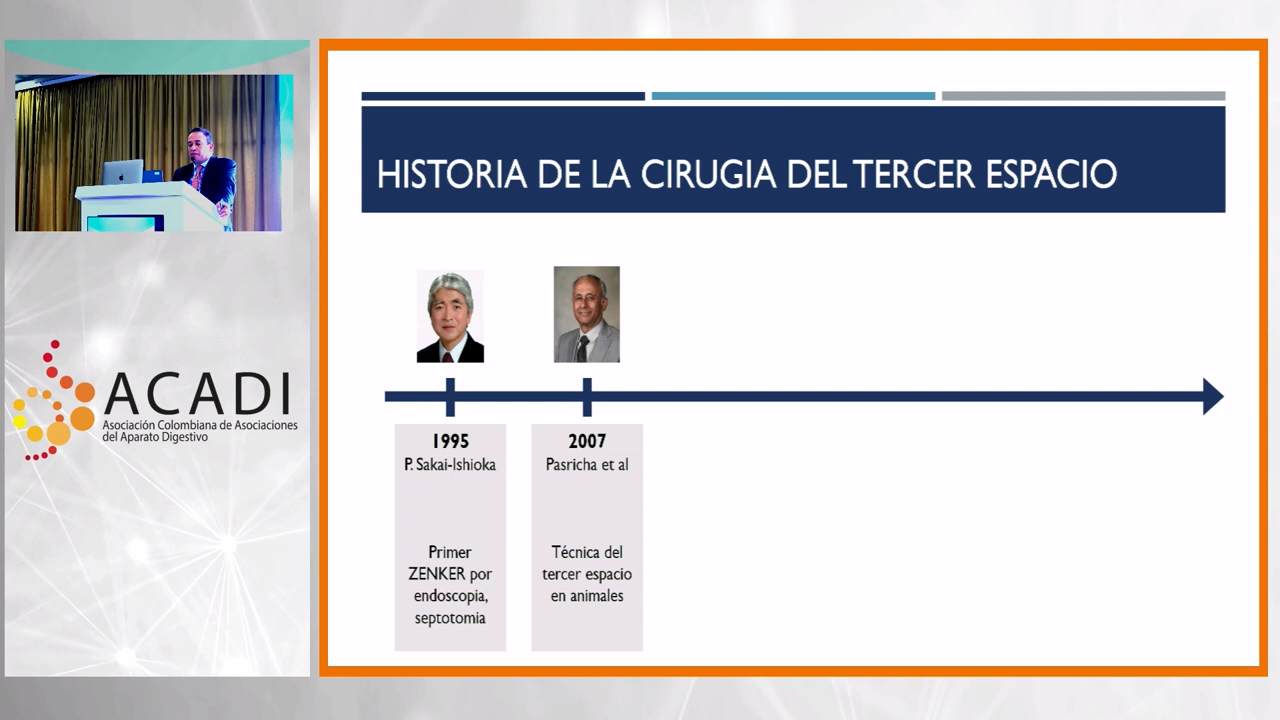 HISTORIA DE LA CIRUGIA DEL TERCER ESPACIO
ACADI
Asociación Colombiana de Asociaciones
del Aparato Digestivo
1995
P. Sakai-Ishioka
Primer
ZENKER por
endoscopia,
septotomia
2007
Pasricha et al
Técnica del
tercer espacio
en animales